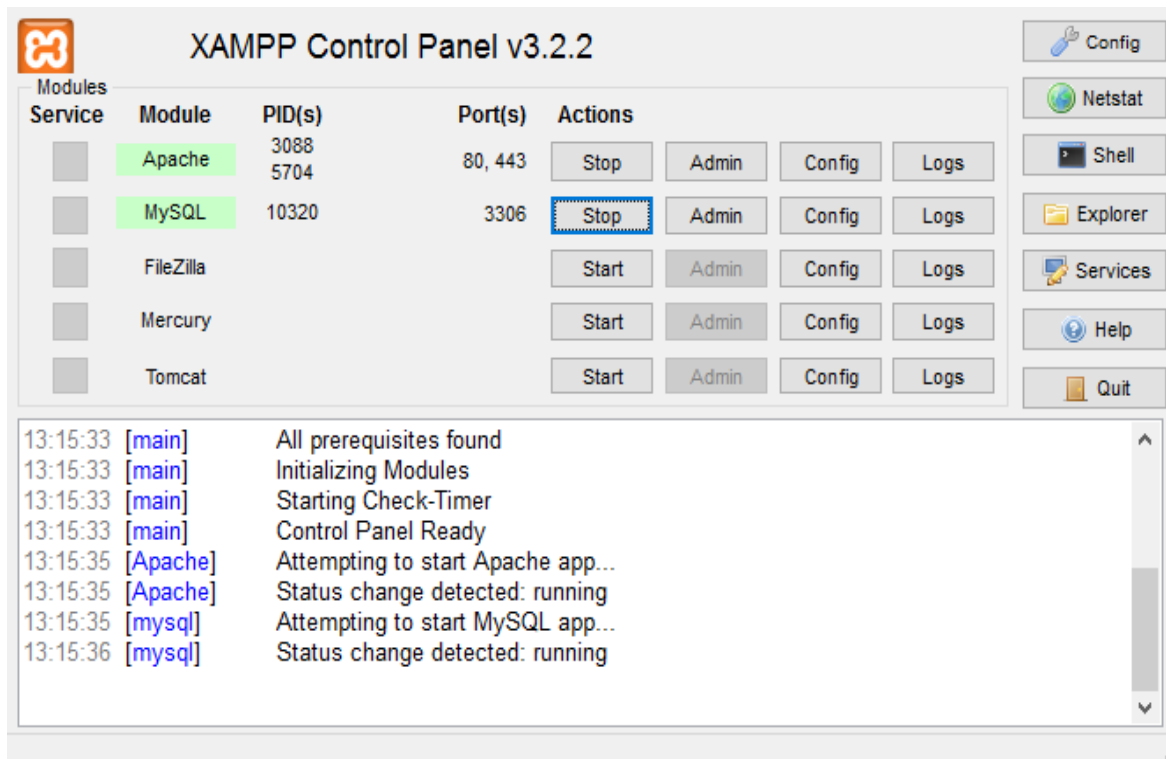 XAMPP Control Panel v3.2.2
Config
Modules
Netstat
Service Module PID(s) Port(s) Actions
Apache 3088 5704 80, 443 Stop Admin Config Logs
Shell
MySQL 10320 3306 Stop Admin Config Logs
Explorer
FileZilla Start Admin Config Logs
Services
Mercury Start Admin Config Logs
Help
Tomcat Start Admin Config Logs
Quit
13:15:33 [main] All prerequisites found
13:15:33 [main] Initializing Modules
13:15:33 [main] Starting Check-Timer
13:15:33 [main] Control Panel Ready
13:15:35 [Apache] Attempting to start Apache app...
13:15:35 [Apache] Status change detected: running
13:15:35 [mysql] Attempting to start MySQL app...
13:15:36 [mysql] Status change detected: running